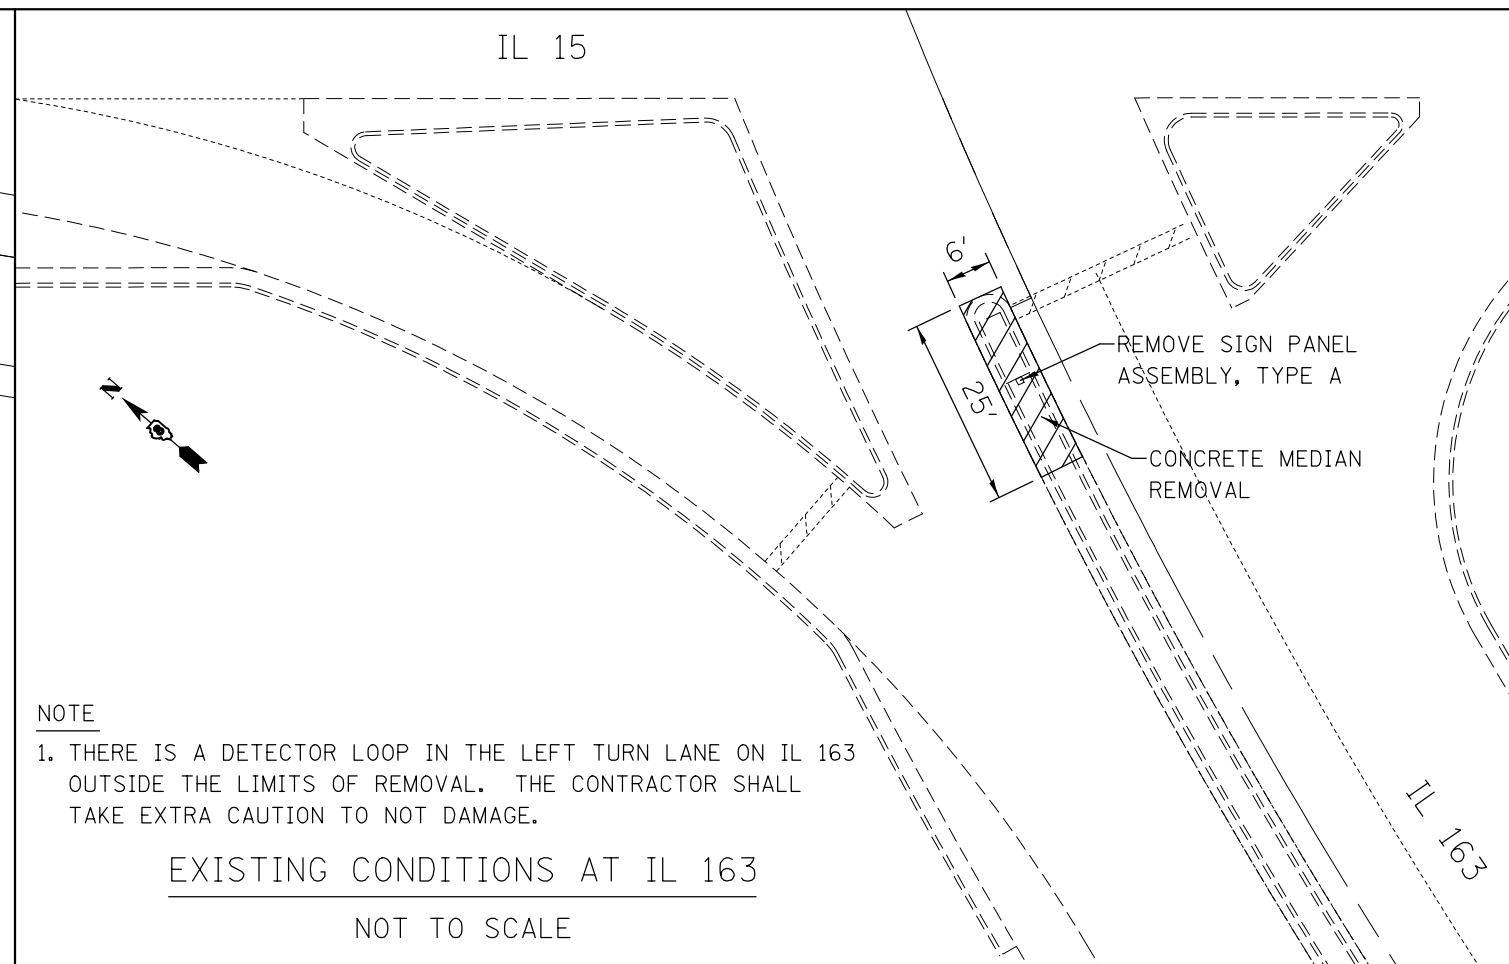 IL 15
6'
25'
REMOVE SIGN PANEL
ASSEMBLY, TYPE A
CONCRETE MEDIAN
REMOVAL
N
NOTE
1. THERE IS A DETECTOR LOOP IN THE LEFT TURN LANE ON IL 163
OUTSIDE THE LIMITS OF REMOVAL. THE CONTRACTOR SHALL
TAKE EXTRA CAUTION TO NOT DAMAGE.
IL 163
EXISTING CONDITIONS AT IL 163
NOT TO SCALE